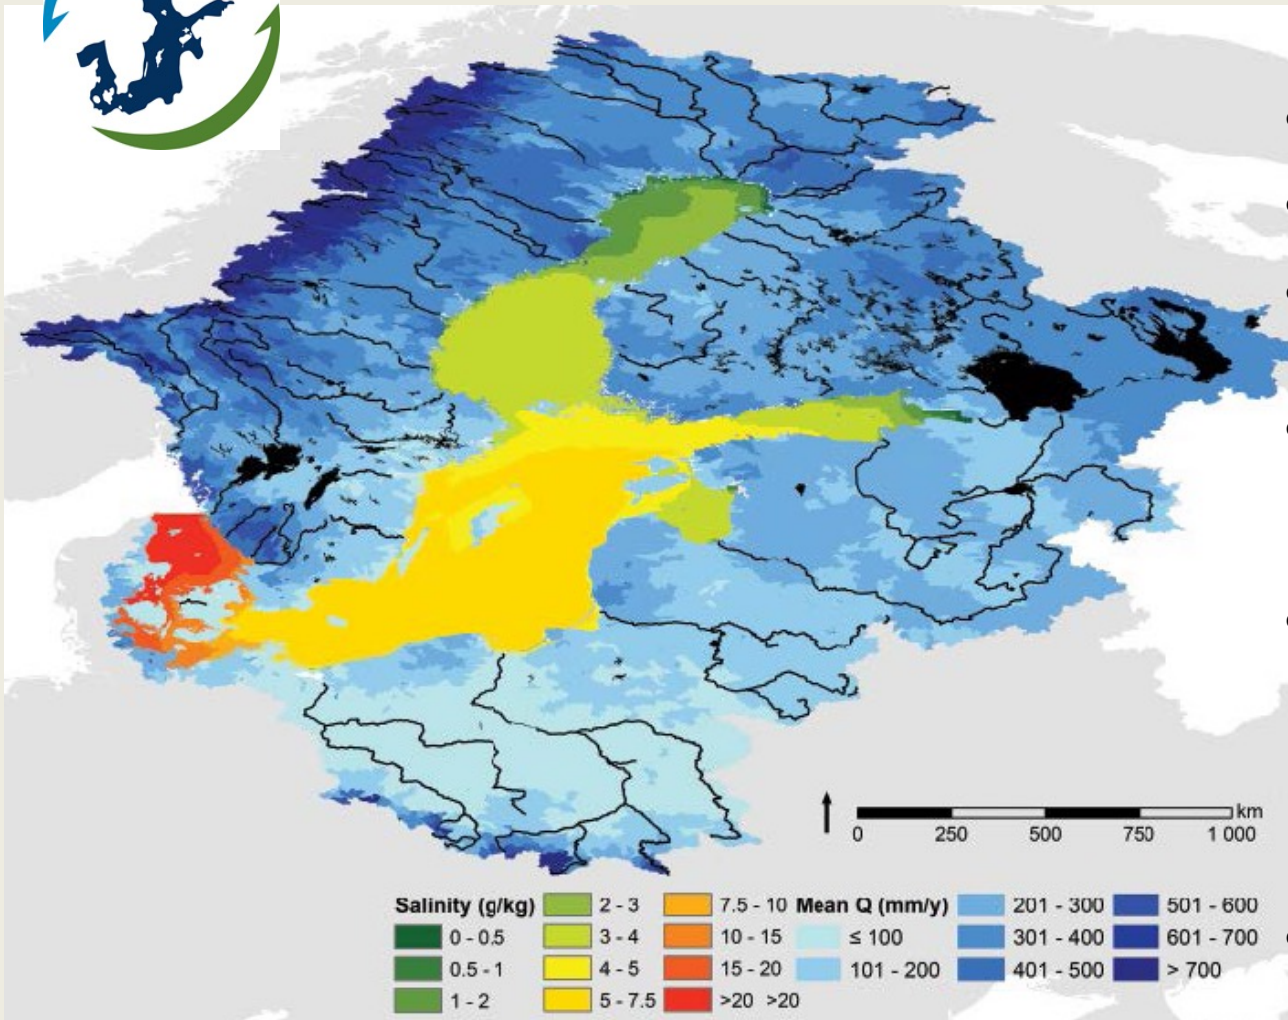 km
0 250 500 750 1 000
Salinity (g/kg)
0 - 0.5
0.5 - 1
1 - 2
2 - 3
3 - 4
4 - 5
5 - 7.5
7.5 - 10
10 - 15
15 - 20
>20 >20
Mean Q (mm/y)
≤ 100
101 - 200
201 - 300
301 - 400
401 - 500
501 - 600
601 - 700
> 700